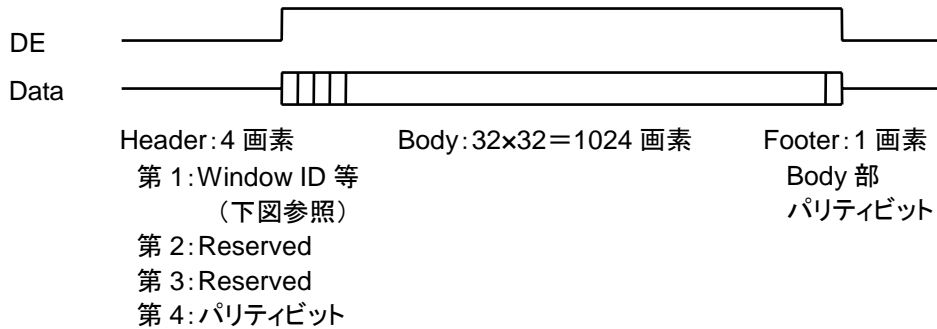 DE
Data
Header:4 画素
Body:32×32=1024 画素
Footer:1 画素
第 1:Window ID 等
(下図参照)
第 2:Reserved
第 3:Reserved
第 4:パリティビット
Body 部
パリティビット